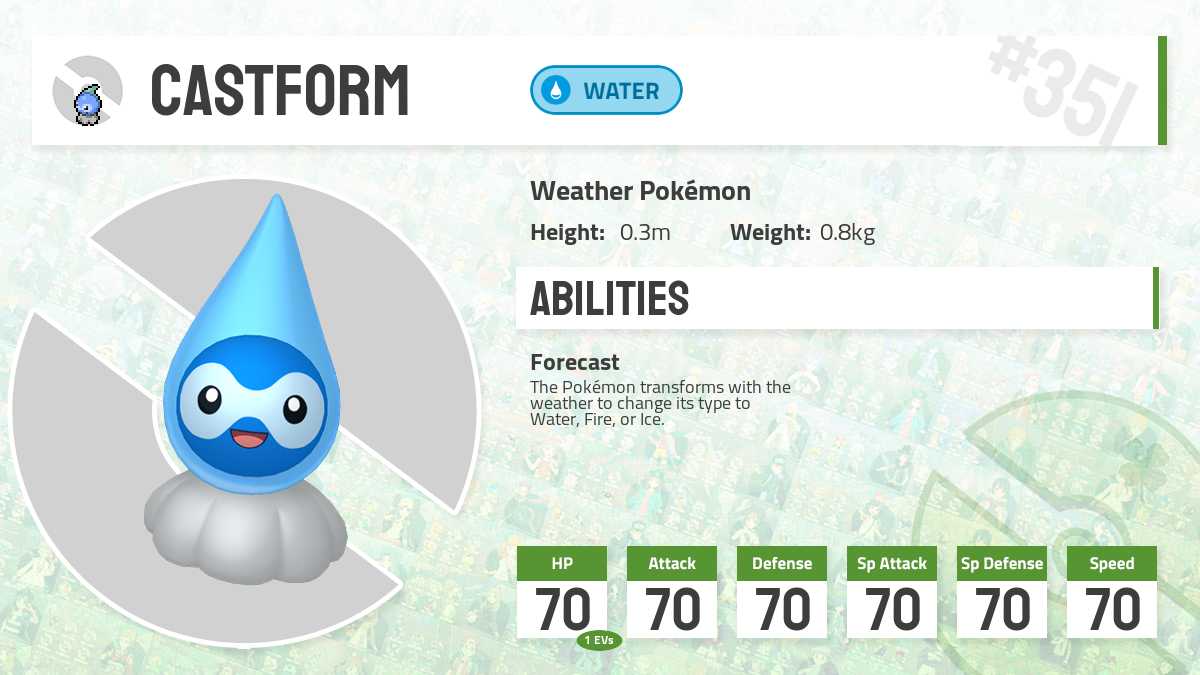 CASTFORM
WATER
#351
Weather Pokémon
Height: 0.3m Weight: 0.8kg
ABILITIES
Forecast
The Pokémon transforms with the
weather to change its type to
Water, Fire, or Ice.
HP Attack Defense Sp Attack Sp Defense Speed
70 70 70 70 70 70
1 EVs